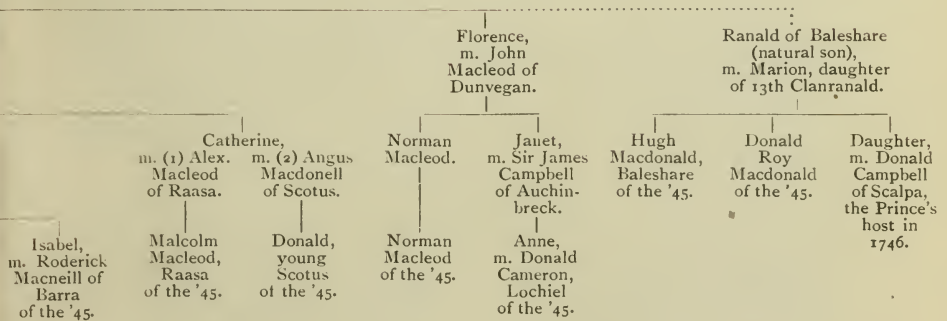 Florence,
m. John
Macleod of
Dunvegan.
Ranald of Baleshare
(natural son),
m. Marion, daughter
of 13th Clanranald.
Catherine,
m. (1) Alex.
Macleod
of Raasa.
m. (2) Angus
Macdonell
of Scotus.
Norman
Macleod.
Janet,
m. Sir James
Campbell
of Auchin-
breck.
Hugh
Macdonald,
Baleshare
of the '45.
Donald
Roy
Macdonald
of the '45.
Daughter,
m. Donald
Campbell
of Scalpa,
the Prince's
host in
1746.
Isabel,
m. Roderick
Macneill of
Barra
of the '45.
Malcolm
Macleod,
Raasa
of the '45.
Donald,
young
Scotus
of the '45.
Norman
Macleod
of the '45.
Anne,
m. Donald
Cameron,
Lochiel
of the '45.